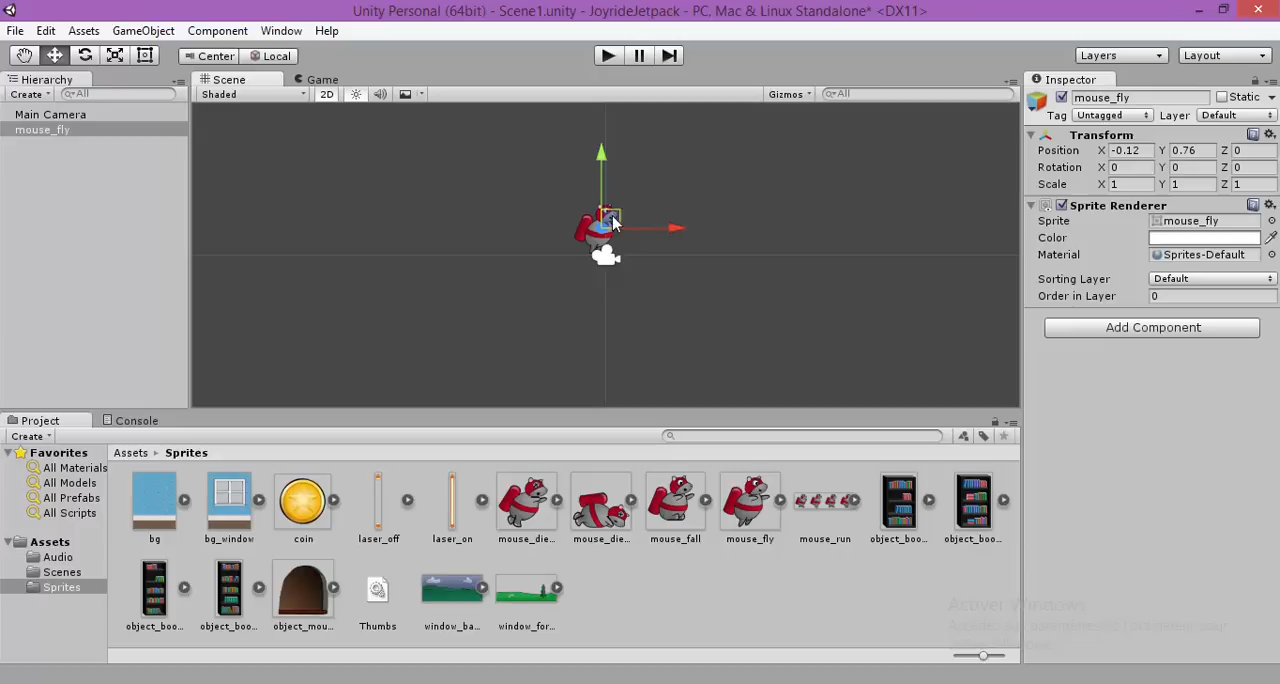 Unity Personal (64bit) - Scene1.unity - JoyrideJetpack - PC, Mac & Linux Standalone* <DX11>
File Edit Assets GameObject Component Window Help
Center Local Layers Layout
Hierarchy
Create All
Main Camera
mouse_fly
Scene Game
Shaded 2D Gizmos All
Inspector
mouse_fly Static
Tag Untagged Layer Default
Transform
Position X -0.12 Y 0.76 Z 0
Rotation X 0 Y 0 Z 0
Scale X 1 Y 1 Z 1
Sprite Renderer
Sprite mouse_fly
Color
Material Sprites-Default
Sorting Layer Default
Order in Layer 0
Add Component
Project Console
Create
Favorites
All Materials
All Models
All Prefabs
All Scripts
Assets
Audio
Scenes
Sprites
Assets Sprites
bg bg_window coin laser_off laser_on mouse_die... mouse_die... mouse_fall mouse_fly mouse_run object_boo... object_boo...
object_boo... object_boo... object_mou... Thumbs window_ba... window_for...
Activer Windows